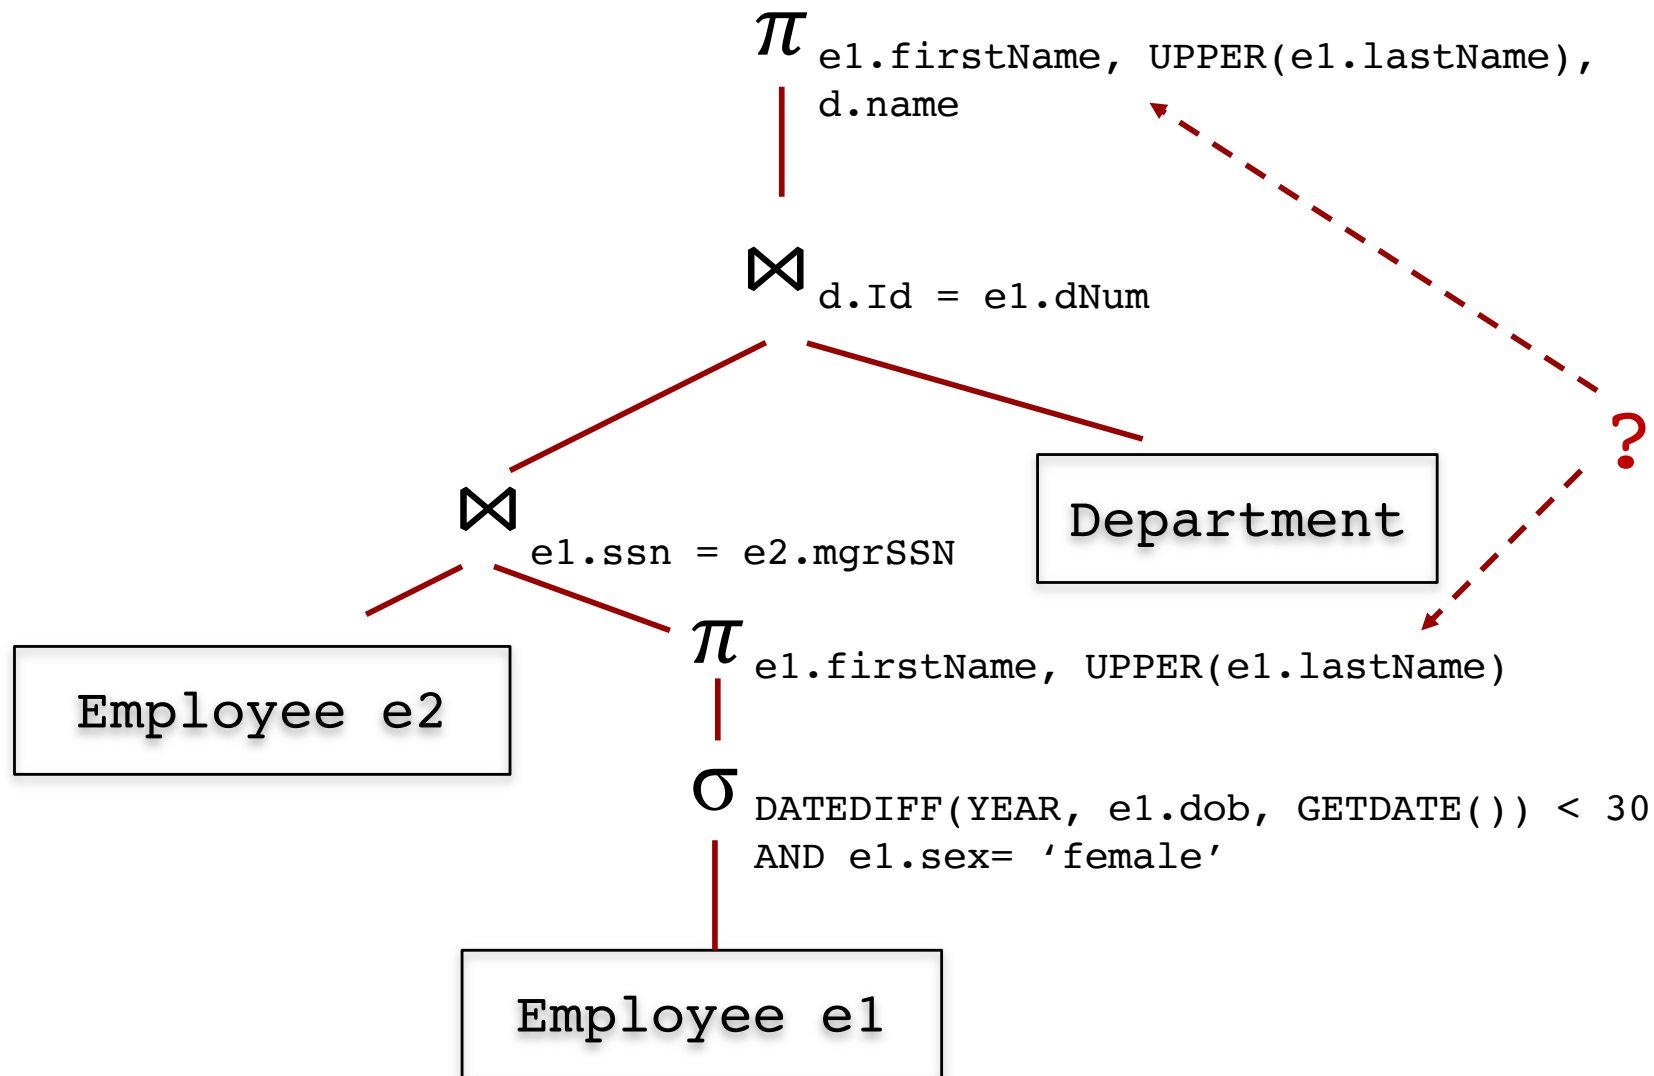 π e1.firstName, UPPER(e1.lastName),
d.name
⋈ d.Id = e1.dNum
?
Department
⋈ e1.ssn = e2.mgrSSN
π e1.firstName, UPPER(e1.lastName)
Employee e2
σ DATEDIFF(YEAR, e1.dob, GETDATE()) < 30
AND e1.sex= ‘female’
Employee e1